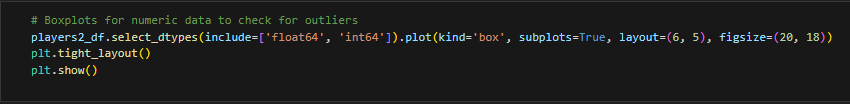 # Boxplots for numeric data to check for outliers
players2_df.select_dtypes(include=['float64', 'int64']).plot(kind='box', subplots=True, layout=(6, 5), figsize=(20, 18))
plt.tight_layout()
plt.show()